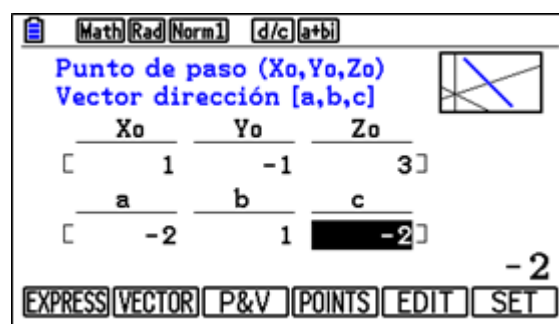 Math Rad Norm1 d/c a+bi
Punto de paso (Xo,Yo,Zo)
Vector dirección [a,b,c]
Xo Yo Zo
[ 1 -1 3 ]
a b c
[ -2 1 -2 ]
-2
EXPRESS VECTOR P&V POINTS EDIT SET